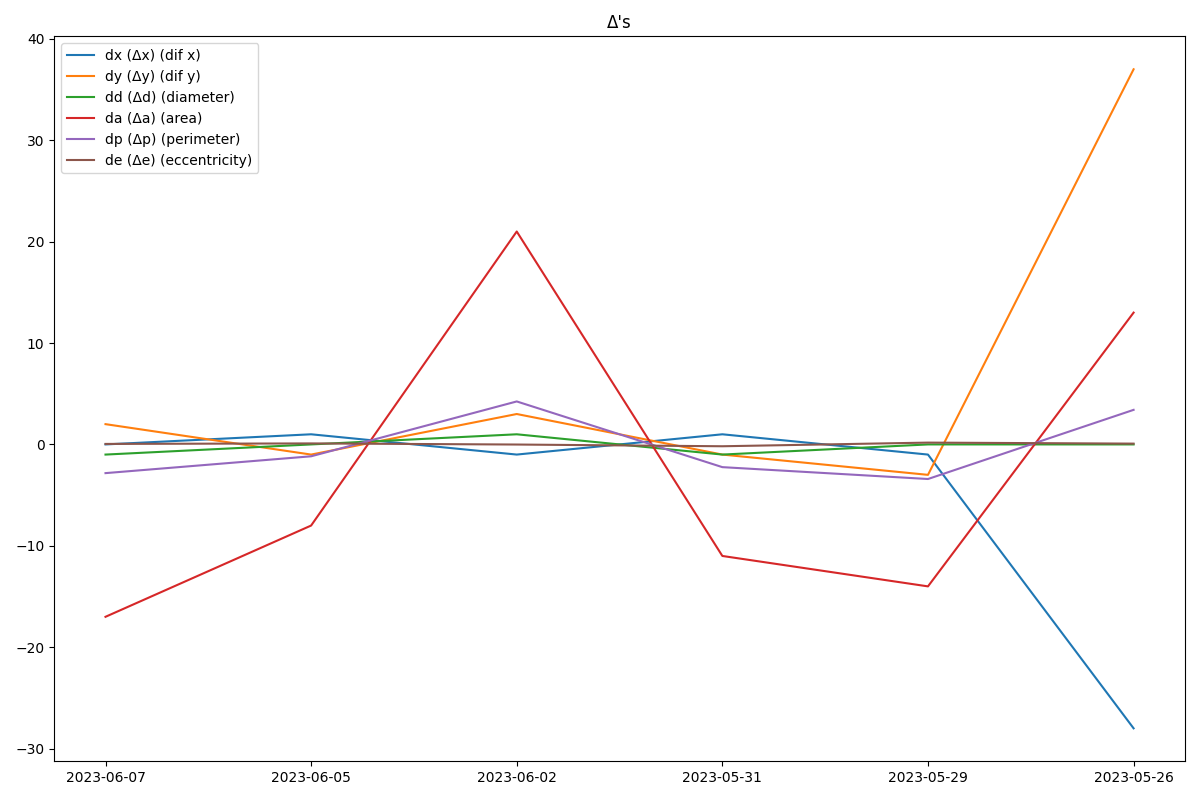 Δ's
dx (Δx) (dif x)
dy (Δy) (dif y)
dd (Δd) (diameter)
da (Δa) (area)
dp (Δp) (perimeter)
de (Δe) (eccentricity)
40
30
20
10
0
−10
−20
−30
2023-06-07 2023-06-05 2023-06-02 2023-05-31 2023-05-29 2023-05-26